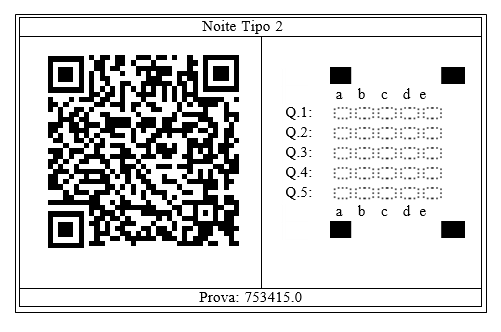 Noite Tipo 2
a b c d e
Q.1:
Q.2:
Q.3:
Q.4:
Q.5:
a b c d e
Prova: 753415.0